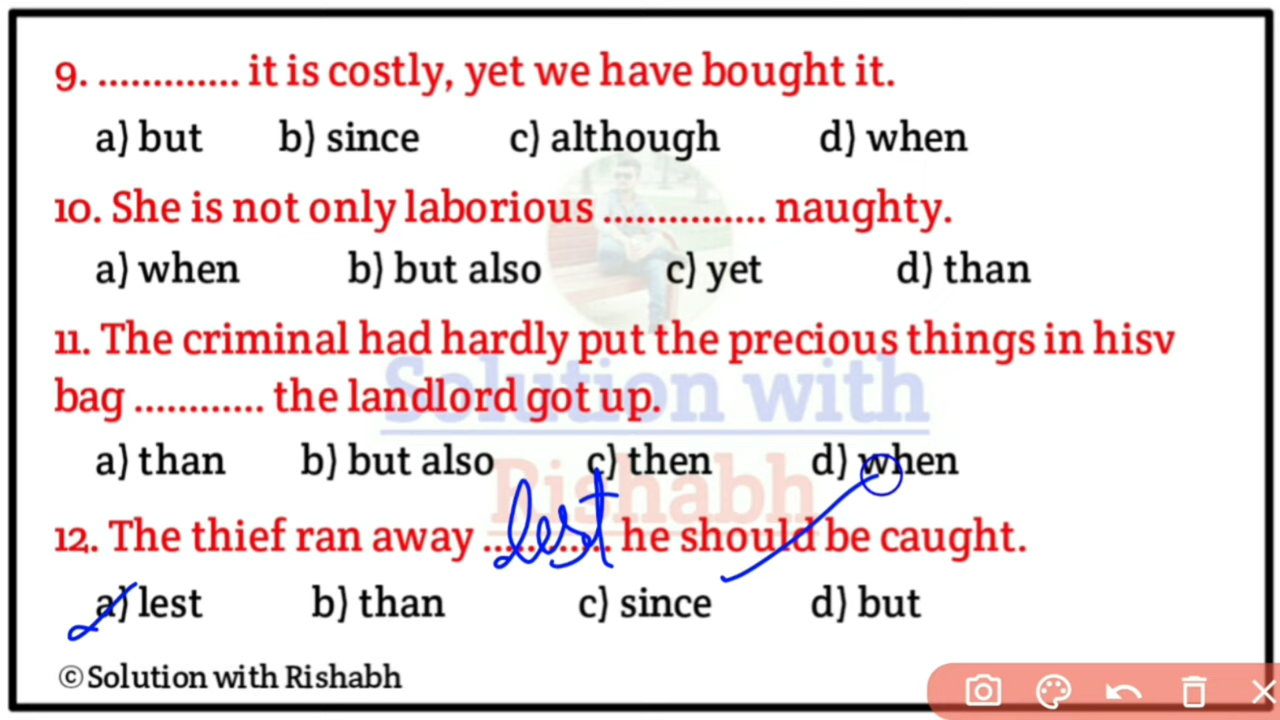 9. ............. it is costly, yet we have bought it.
a) but b) since c) although d) when
10. She is not only laborious ............... naughty.
a) when b) but also c) yet d) than
11. The criminal had hardly put the precious things in hisv
bag ............ the landlord got up.
Solution with
a) than b) but also c) then d) when
Rishabh
12. The thief ran away ............ lest he should be caught.
a) lest b) than c) since d) but
©Solution with Rishabh